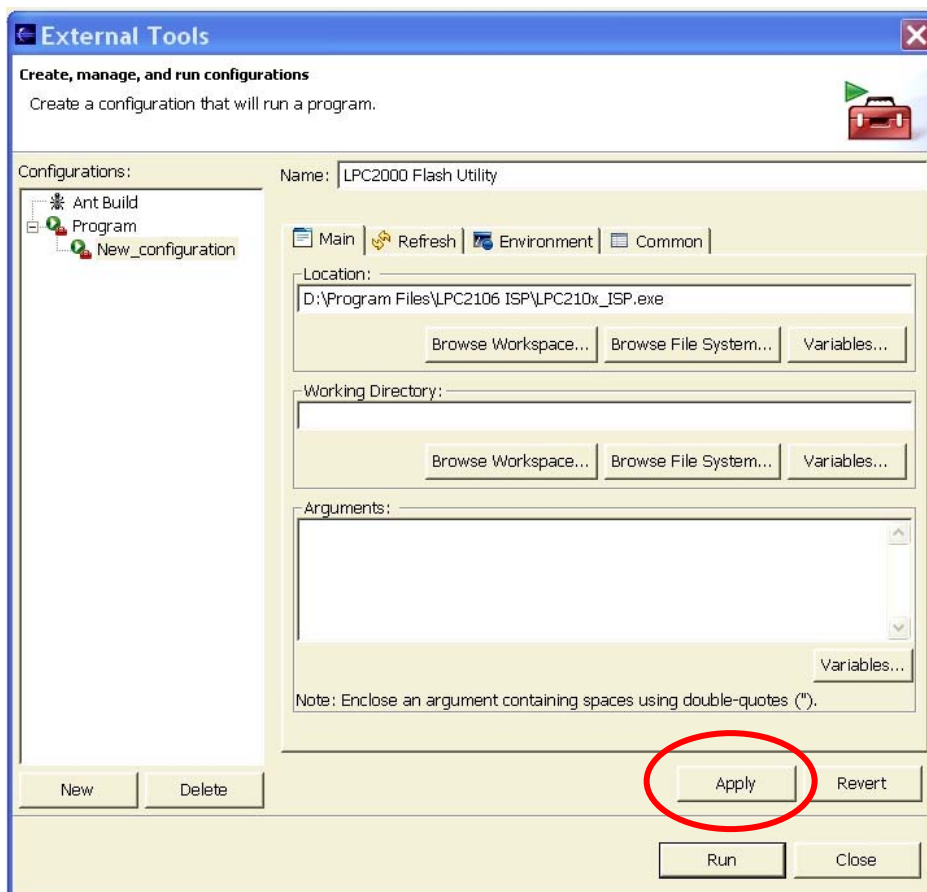 External Tools
Create, manage, and run configurations
Create a configuration that will run a program.
Configurations:
Ant Build
Program
New_configuration
New
Delete
Name: LPC2000 Flash Utility
Main Refresh Environment Common
Location:
D:\Program Files\LPC2106 ISP\LPC210x_ISP.exe
Browse Workspace... Browse File System... Variables...
Working Directory:
Browse Workspace... Browse File System... Variables...
Arguments:
Variables...
Note: Enclose an argument containing spaces using double-quotes (").
Apply Revert
Run Close